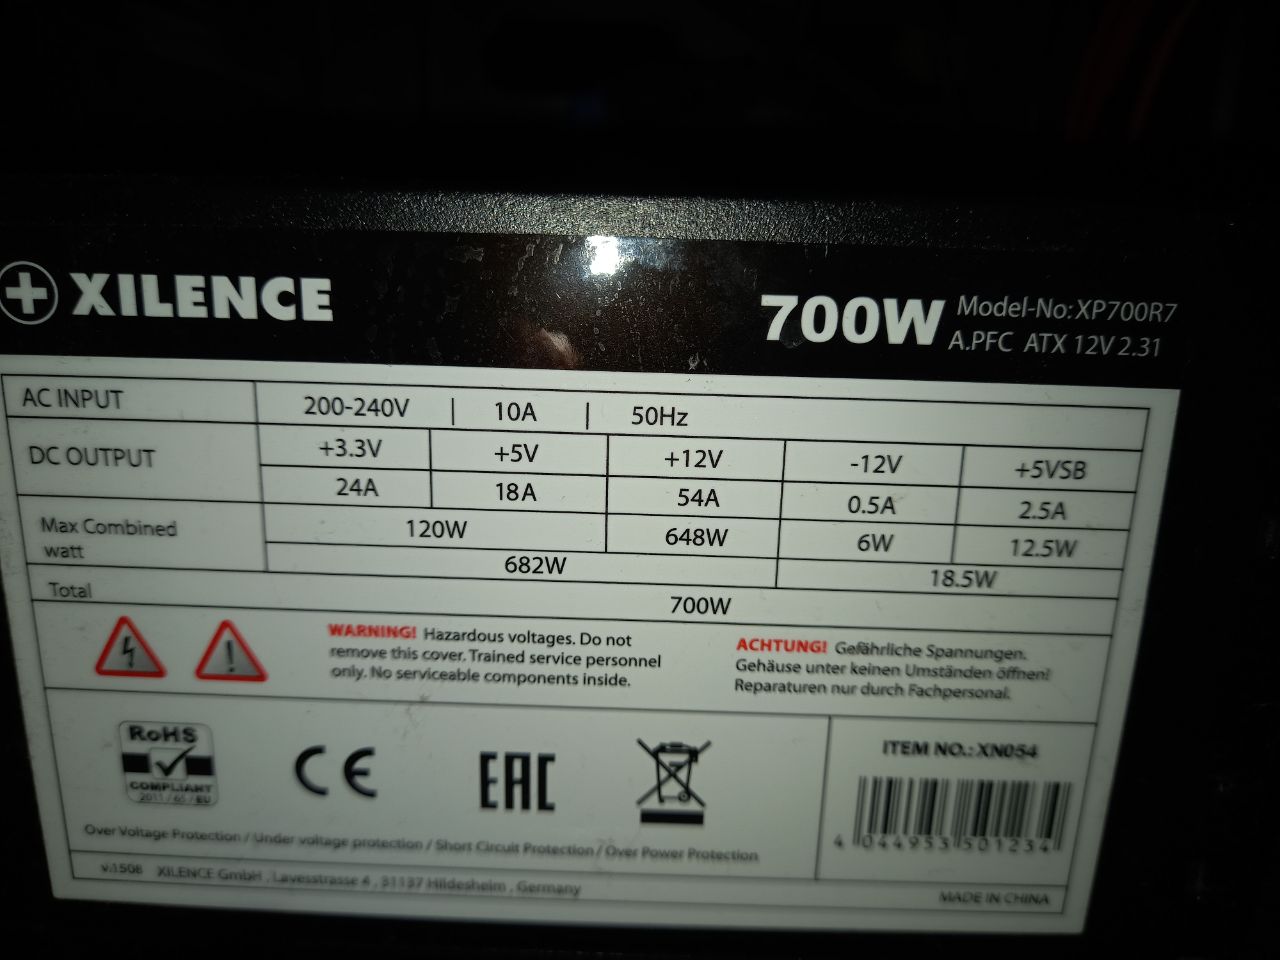 XILENCE
700W Model-No:XP700R7
A.PFC ATX 12V 2.31
AC INPUT 200-240V | 10A | 50Hz
DC OUTPUT +3.3V +5V +12V -12V +5VSB
24A 18A 54A 0.5A 2.5A
Max Combined watt 120W 648W 6W 12.5W
682W 18.5W
Total 700W
WARNING! Hazardous voltages. Do not
remove this cover. Trained service personnel
only. No serviceable components inside.
ACHTUNG! Gefährliche Spannungen.
Gehäuse unter keinen Umständen öffnen!
Reparaturen nur durch Fachpersonal.
RoHS
COMPLIANT
2011/65/EU
CE
EAC
ITEM NO.: XN054
4 044953 501234
Over Voltage Protection / Under voltage protection / Short Circuit Protection / Over Power Protection
v.1508 XILENCE GmbH . Lavesstrasse 4 . 31137 Hildesheim . Germany
MADE IN CHINA